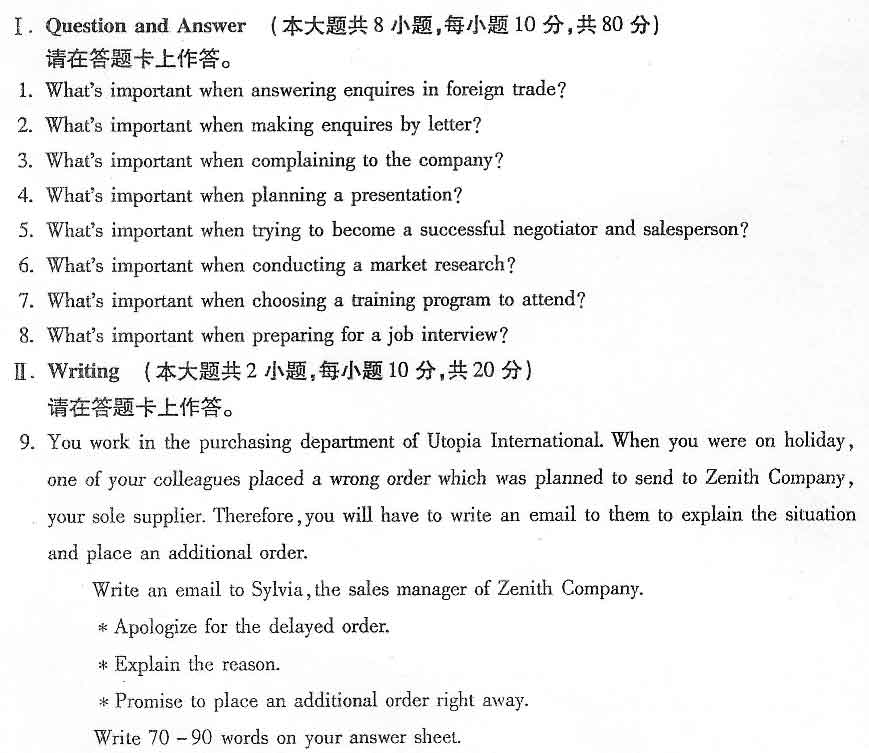 Ⅰ. Question and Answer (本大题共 8 小题,每小题 10 分,共 80 分)
请在答题卡上作答。
1. What's important when answering enquires in foreign trade?
2. What's important when making enquires by letter?
3. What's important when complaining to the company?
4. What's important when planning a presentation?
5. What's important when trying to become a successful negotiator and salesperson?
6. What's important when conducting a market research?
7. What's important when choosing a training program to attend?
8. What's important when preparing for a job interview?
Ⅱ. Writing (本大题共 2 小题,每小题 10 分,共 20 分)
请在答题卡上作答。
9. You work in the purchasing department of Utopia International. When you were on holiday,
one of your colleagues placed a wrong order which was planned to send to Zenith Company,
your sole supplier. Therefore, you will have to write an email to them to explain the situation
and place an additional order.
Write an email to Sylvia, the sales manager of Zenith Company.
* Apologize for the delayed order.
* Explain the reason.
* Promise to place an additional order right away.
Write 70 – 90 words on your answer sheet.